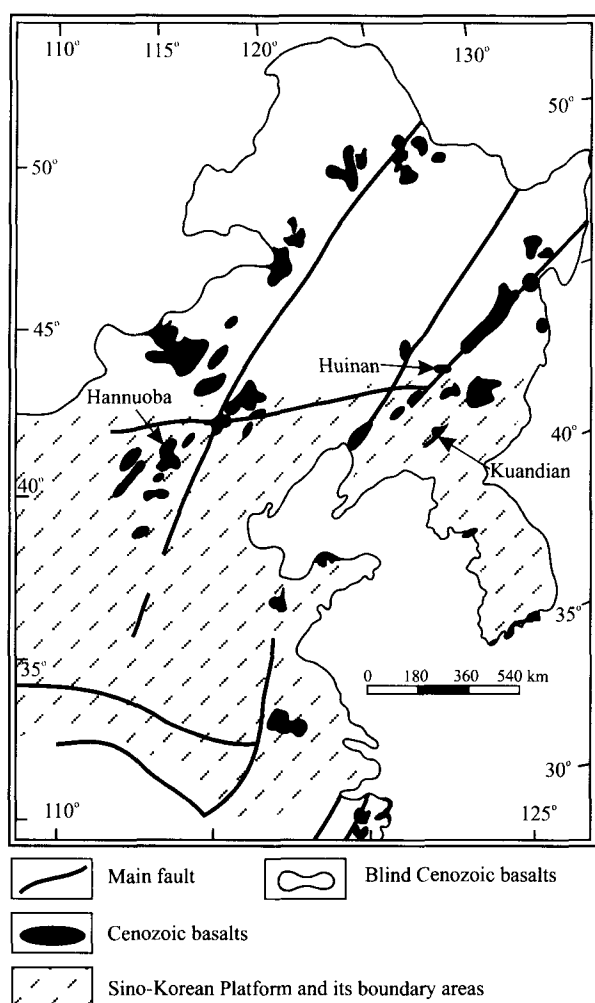 110° 115° 120° 130°
50°
50°
45°
Huinan
Hannuoba
40°
Kuandian
40°
35°
35°
0 180 360 540 km
30°
110° 125°
Main fault
Blind Cenozoic basalts
Cenozoic basalts
Sino-Korean Platform and its boundary areas